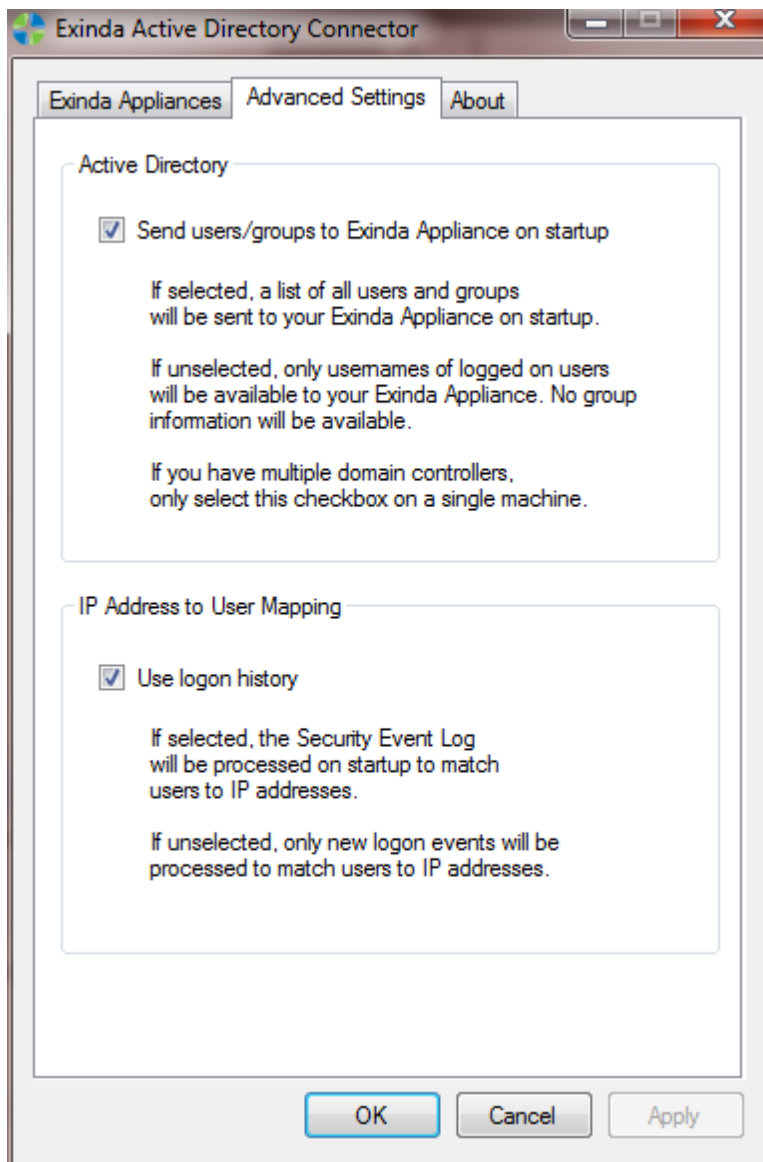 Exinda Active Directory Connector
Exinda Appliances Advanced Settings About
Active Directory
Send users/groups to Exinda Appliance on startup
If selected, a list of all users and groups
will be sent to your Exinda Appliance on startup.
If unselected, only usernames of logged on users
will be available to your Exinda Appliance. No group
information will be available.
If you have multiple domain controllers,
only select this checkbox on a single machine.
IP Address to User Mapping
Use logon history
If selected, the Security Event Log
will be processed on startup to match
users to IP addresses.
If unselected, only new logon events will be
processed to match users to IP addresses.
OK Cancel Apply